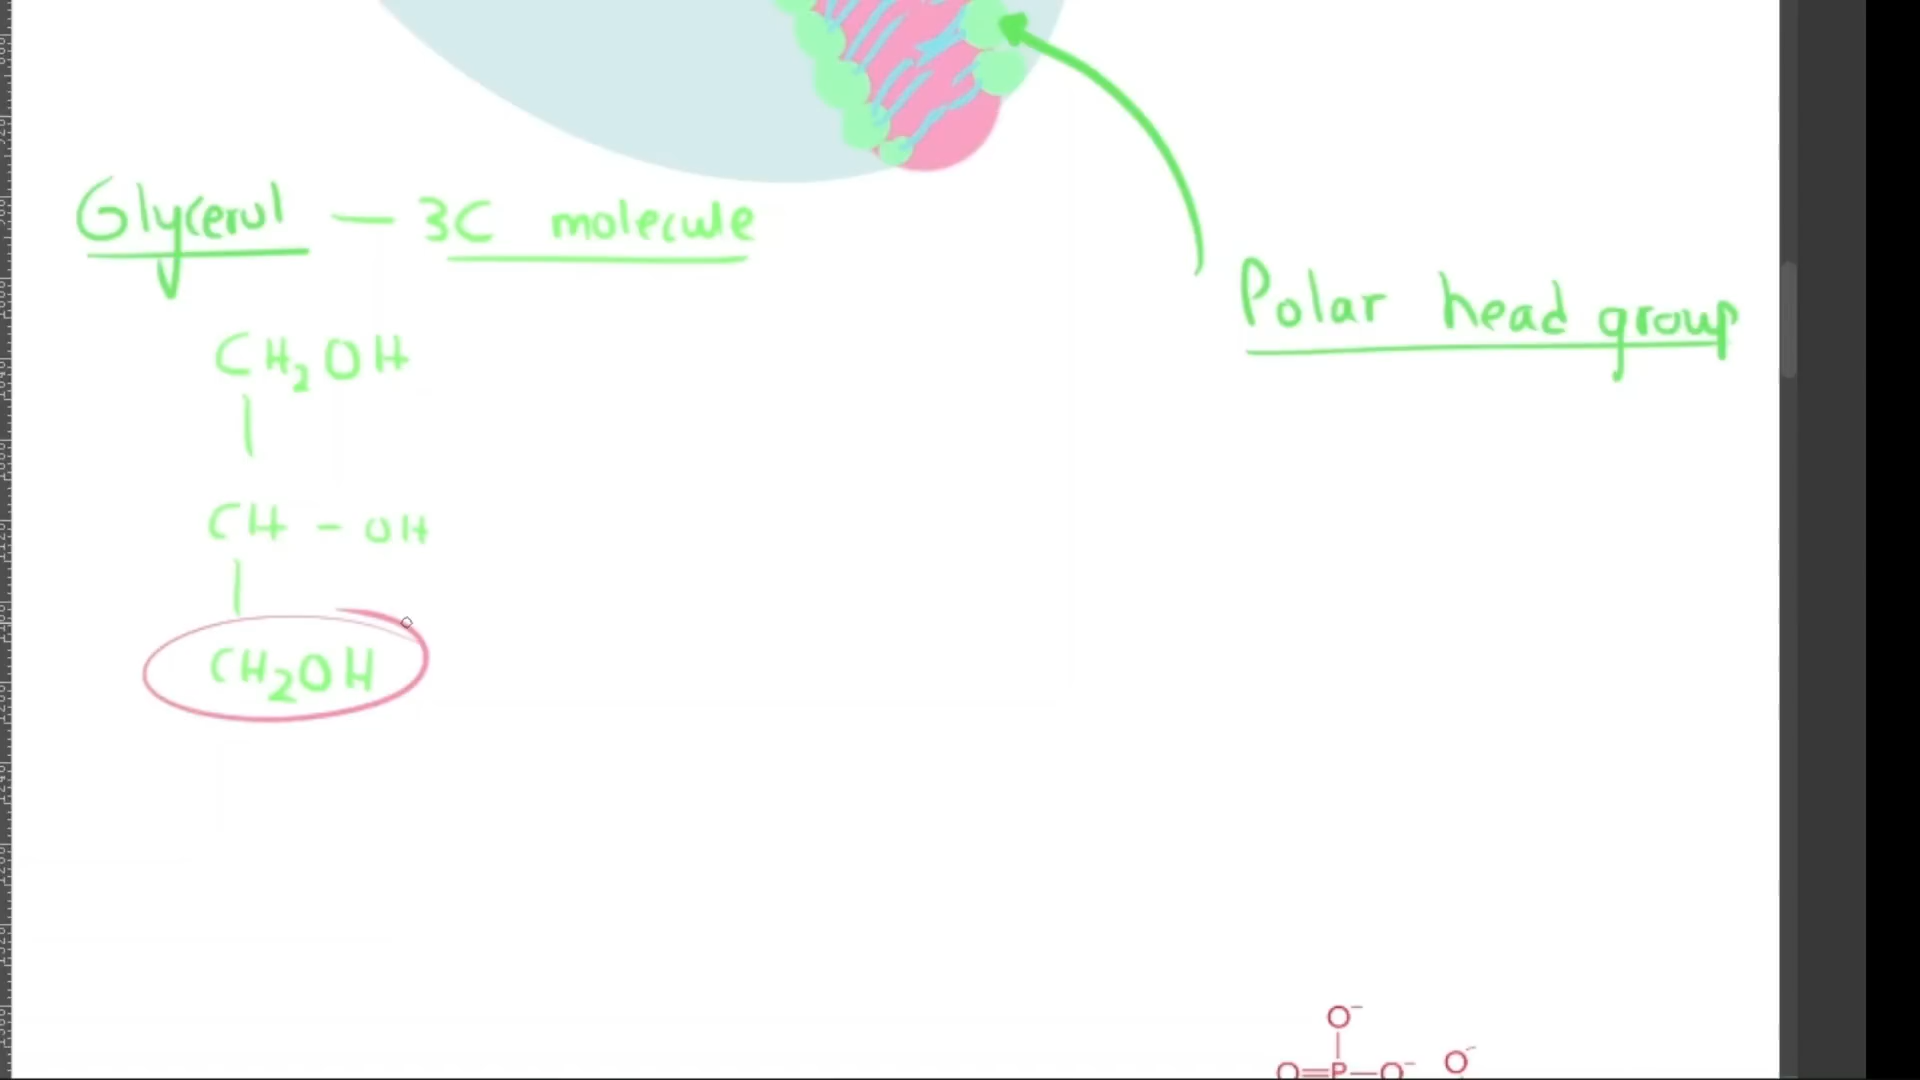 Glycerol — 3C molecule
Polar head group
CH₂OH
|
CH - OH
|
CH₂OH
O⁻
|
O=P—O⁻ O⁻